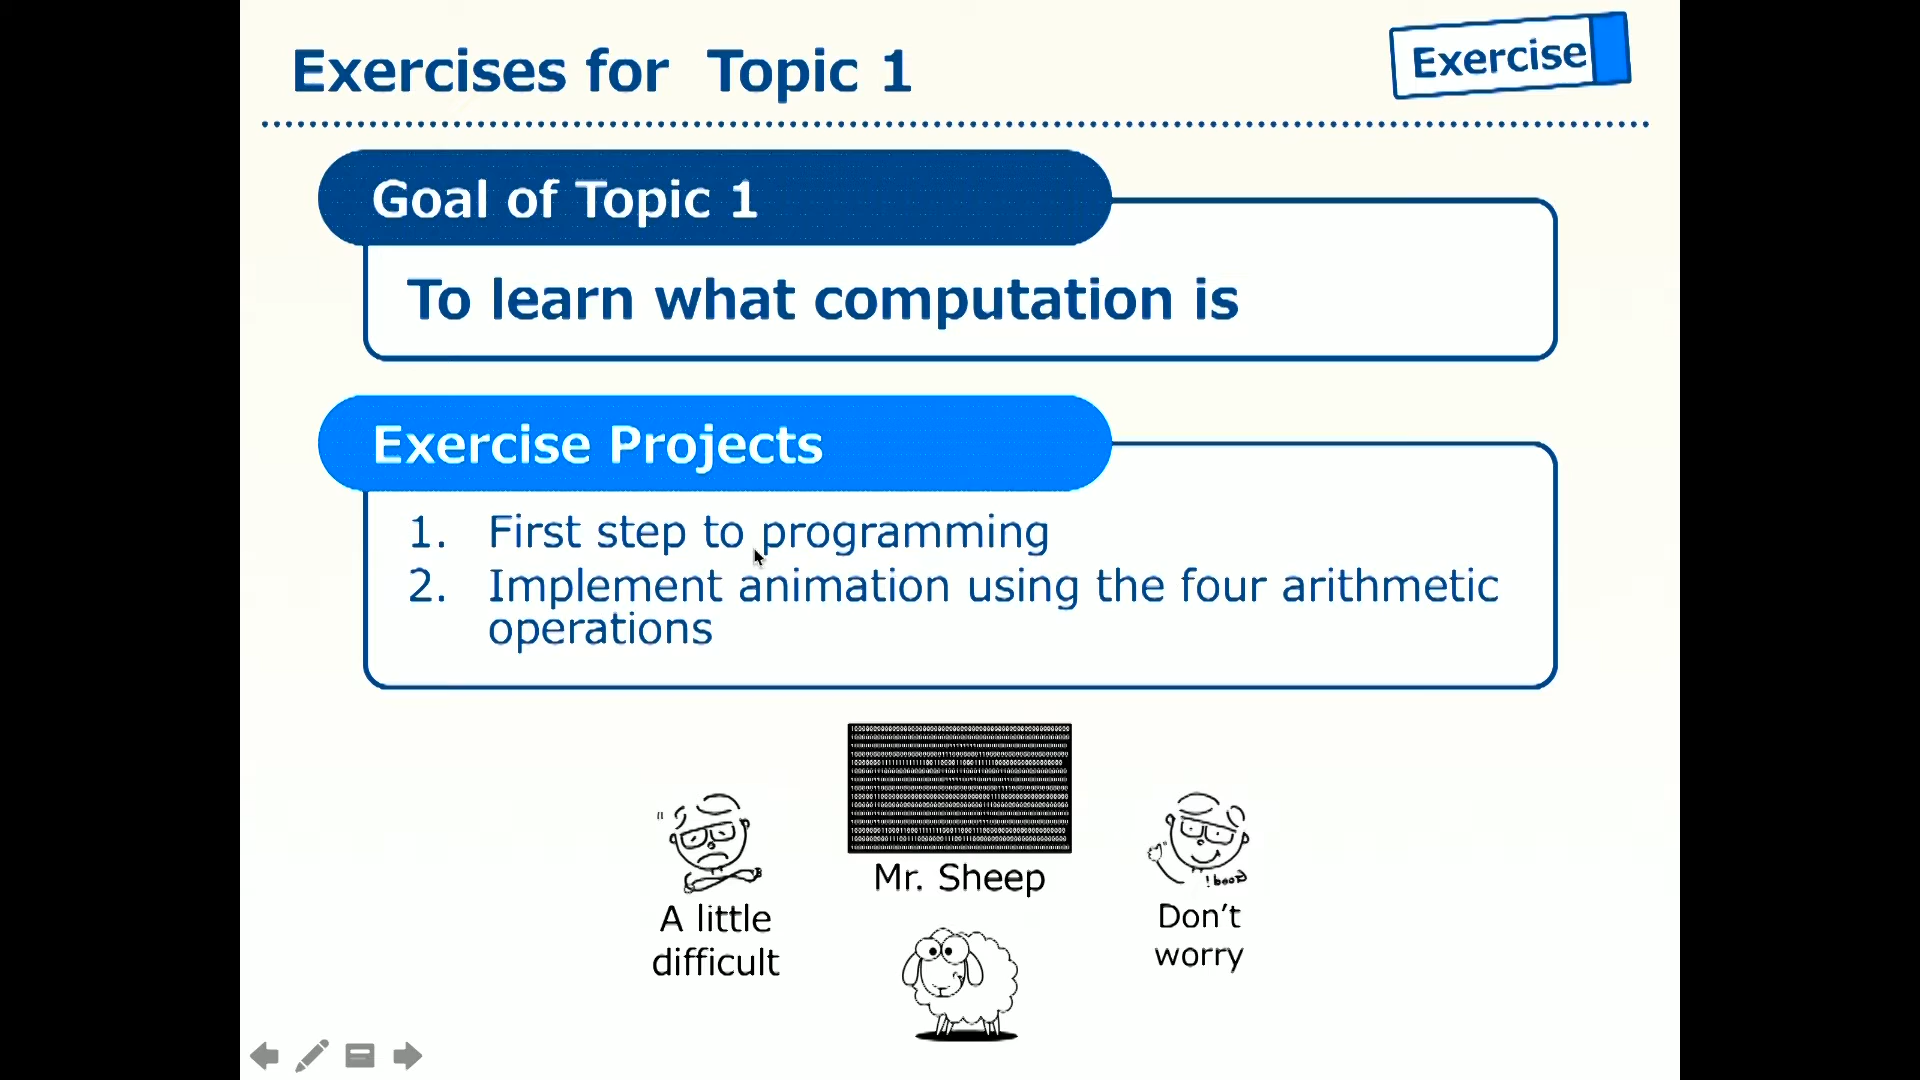 Exercises for Topic 1
Exercise
Goal of Topic 1
To learn what computation is
Exercise Projects
1. First step to programming
2. Implement animation using the four arithmetic
operations
Mr. Sheep
A little
difficult
Don't
worry